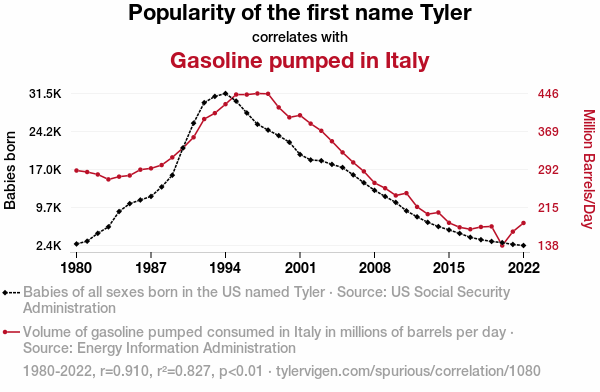 Popularity of the first name Tyler
correlates with
Gasoline pumped in Italy
31.5K
24.2K
17.0K
9.7K
2.4K
Babies born
446
369
292
215
138
Million Barrels/Day
1980 1987 1994 2001 2008 2015 2022
Babies of all sexes born in the US named Tyler · Source: US Social Security
Administration
Volume of gasoline pumped consumed in Italy in millions of barrels per day ·
Source: Energy Information Administration
1980-2022, r=0.910, r²=0.827, p<0.01 · tylervigen.com/spurious/correlation/1080